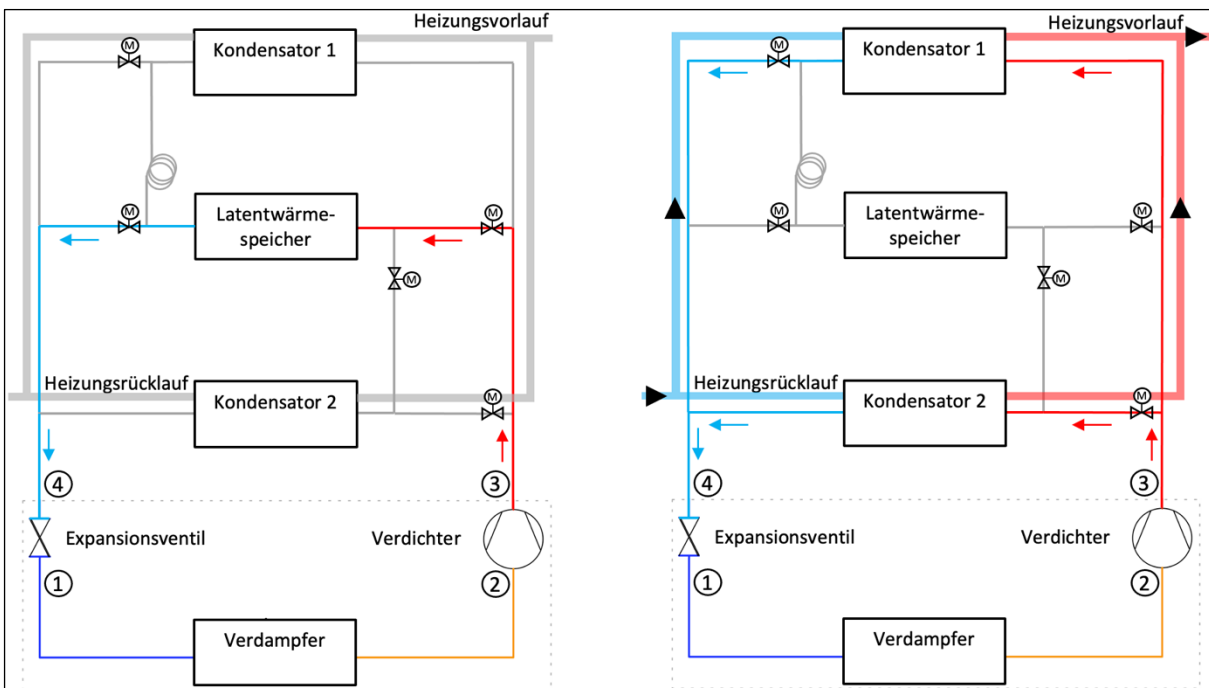 Heizungsvorlauf
M
Kondensator 1
Latentwärme-
speicher
M
M
M
Heizungsrücklauf
Kondensator 2
M
4
3
Expansionsventil
Verdichter
1
2
Verdampfer
Heizungsvorlauf
M
Kondensator 1
Latentwärme-
speicher
M
M
M
Heizungsrücklauf
Kondensator 2
M
4
3
Expansionsventil
Verdichter
1
2
Verdampfer